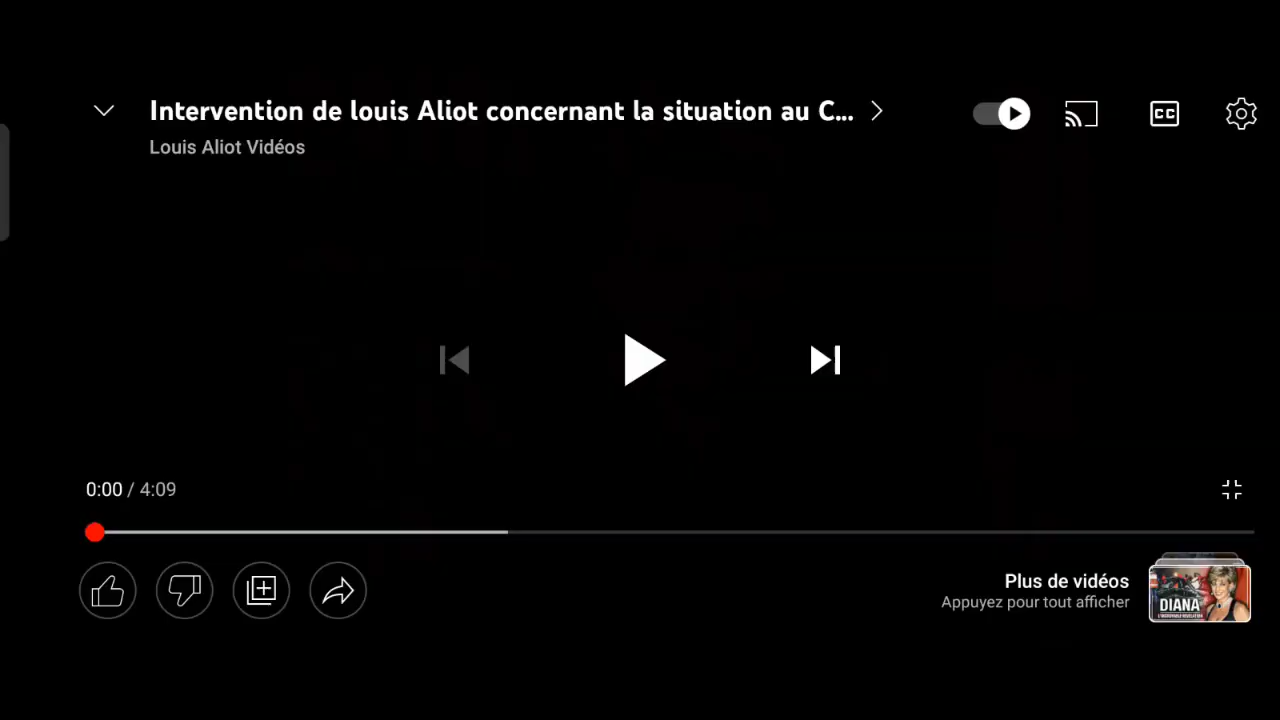 Intervention de louis Aliot concernant la situation au C...
CC
Louis Aliot Vidéos
0:00 / 4:09
Plus de vidéos
Appuyez pour tout afficher
DIANA